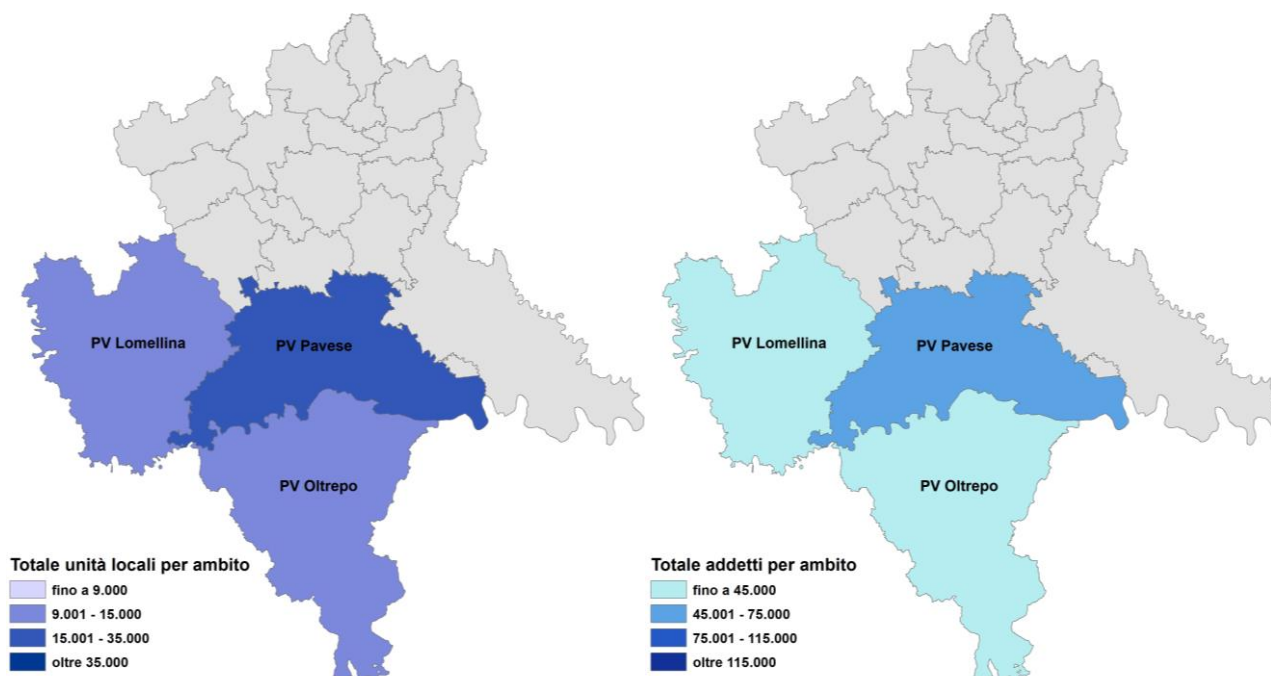 PV Lomellina
PV Pavese
PV Oltrepo
Totale unità locali per ambito
fino a 9.000
9.001 - 15.000
15.001 - 35.000
oltre 35.000
PV Lomellina
PV Pavese
PV Oltrepo
Totale addetti per ambito
fino a 45.000
45.001 - 75.000
75.001 - 115.000
oltre 115.000